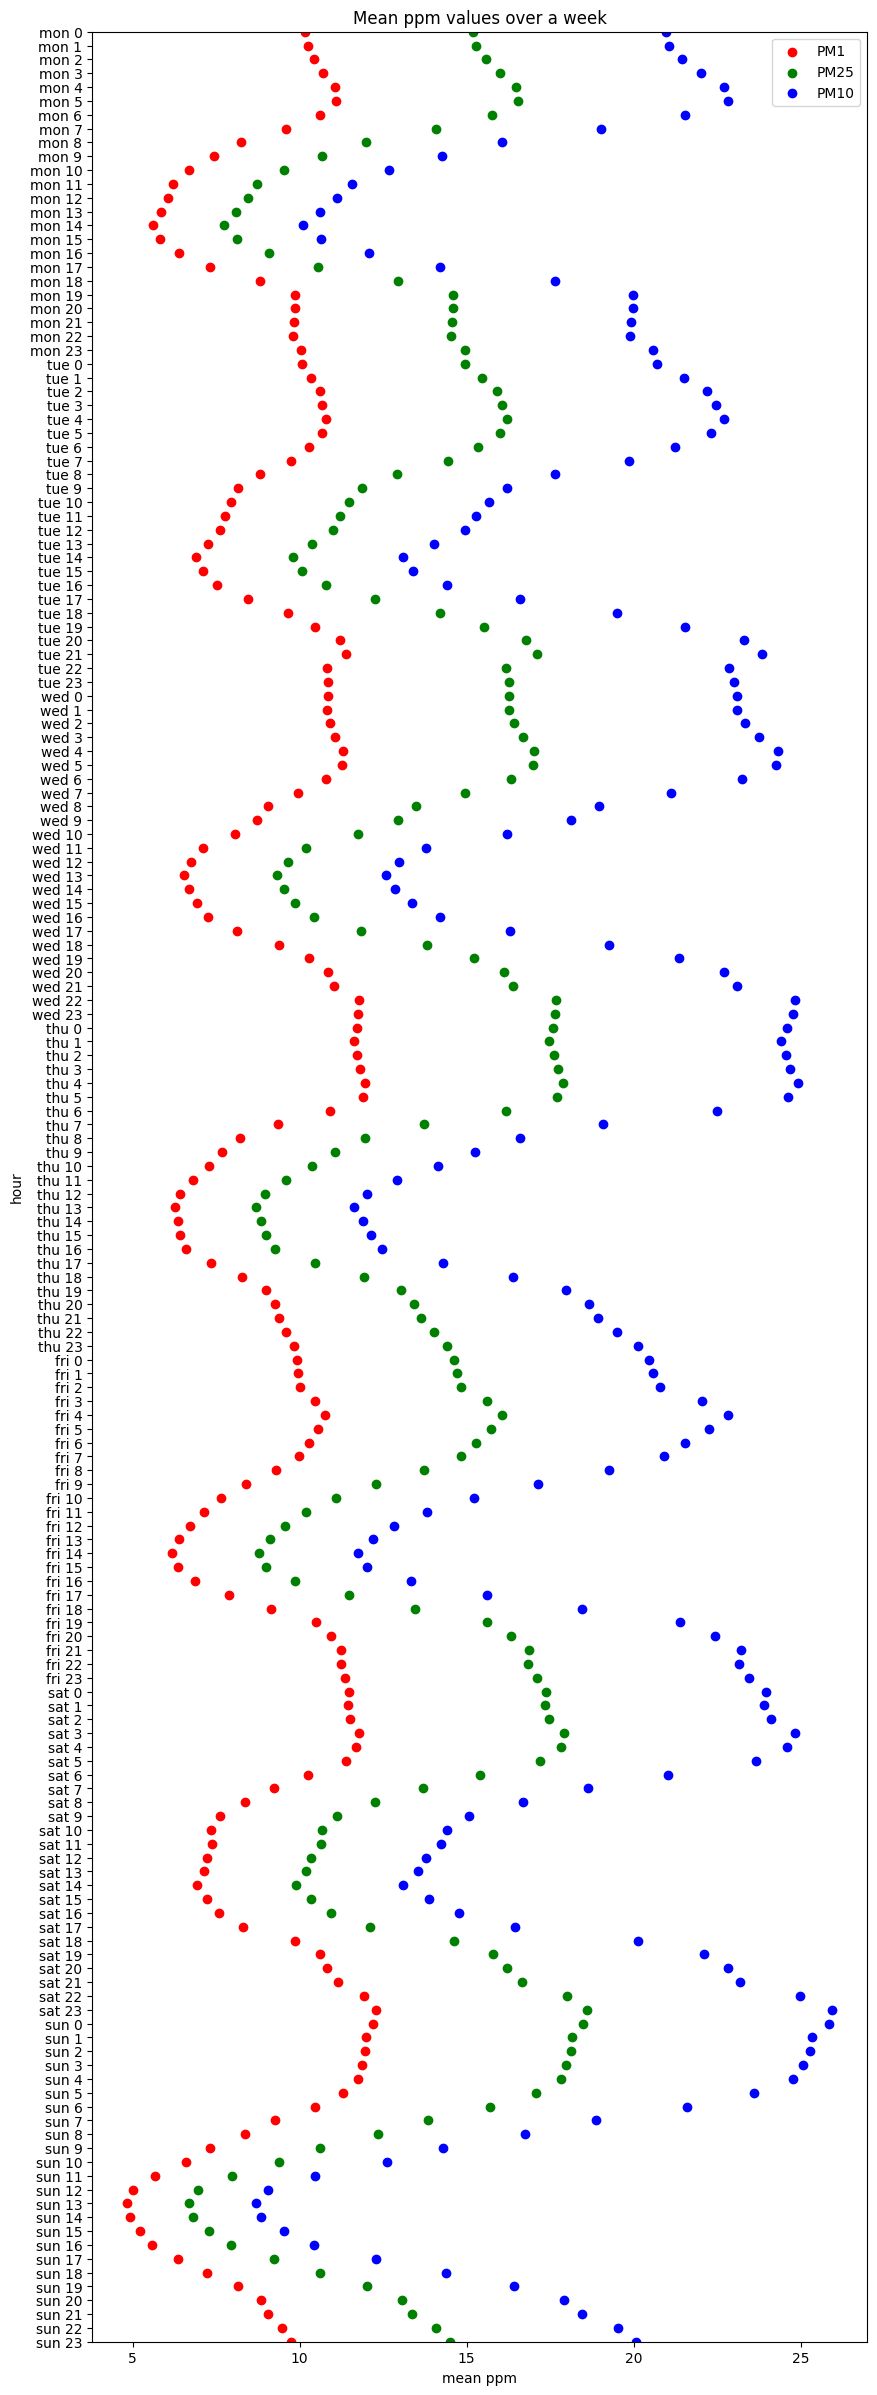 Mean ppm values over a week
PM1
PM25
PM10
mon 0
mon 1
mon 2
mon 3
mon 4
mon 5
mon 6
mon 7
mon 8
mon 9
mon 10
mon 11
mon 12
mon 13
mon 14
mon 15
mon 16
mon 17
mon 18
mon 19
mon 20
mon 21
mon 22
mon 23
tue 0
tue 1
tue 2
tue 3
tue 4
tue 5
tue 6
tue 7
tue 8
tue 9
tue 10
tue 11
tue 12
tue 13
tue 14
tue 15
tue 16
tue 17
tue 18
tue 19
tue 20
tue 21
tue 22
tue 23
wed 0
wed 1
wed 2
wed 3
wed 4
wed 5
wed 6
wed 7
wed 8
wed 9
wed 10
wed 11
wed 12
wed 13
wed 14
wed 15
wed 16
wed 17
wed 18
wed 19
wed 20
wed 21
wed 22
wed 23
thu 0
thu 1
thu 2
thu 3
thu 4
thu 5
thu 6
thu 7
thu 8
thu 9
thu 10
thu 11
thu 12
thu 13
thu 14
thu 15
thu 16
thu 17
thu 18
thu 19
thu 20
thu 21
thu 22
thu 23
fri 0
fri 1
fri 2
fri 3
fri 4
fri 5
fri 6
fri 7
fri 8
fri 9
fri 10
fri 11
fri 12
fri 13
fri 14
fri 15
fri 16
fri 17
fri 18
fri 19
fri 20
fri 21
fri 22
fri 23
sat 0
sat 1
sat 2
sat 3
sat 4
sat 5
sat 6
sat 7
sat 8
sat 9
sat 10
sat 11
sat 12
sat 13
sat 14
sat 15
sat 16
sat 17
sat 18
sat 19
sat 20
sat 21
sat 22
sat 23
sun 0
sun 1
sun 2
sun 3
sun 4
sun 5
sun 6
sun 7
sun 8
sun 9
sun 10
sun 11
sun 12
sun 13
sun 14
sun 15
sun 16
sun 17
sun 18
sun 19
sun 20
sun 21
sun 22
sun 23
hour
5 10 15 20 25
mean ppm